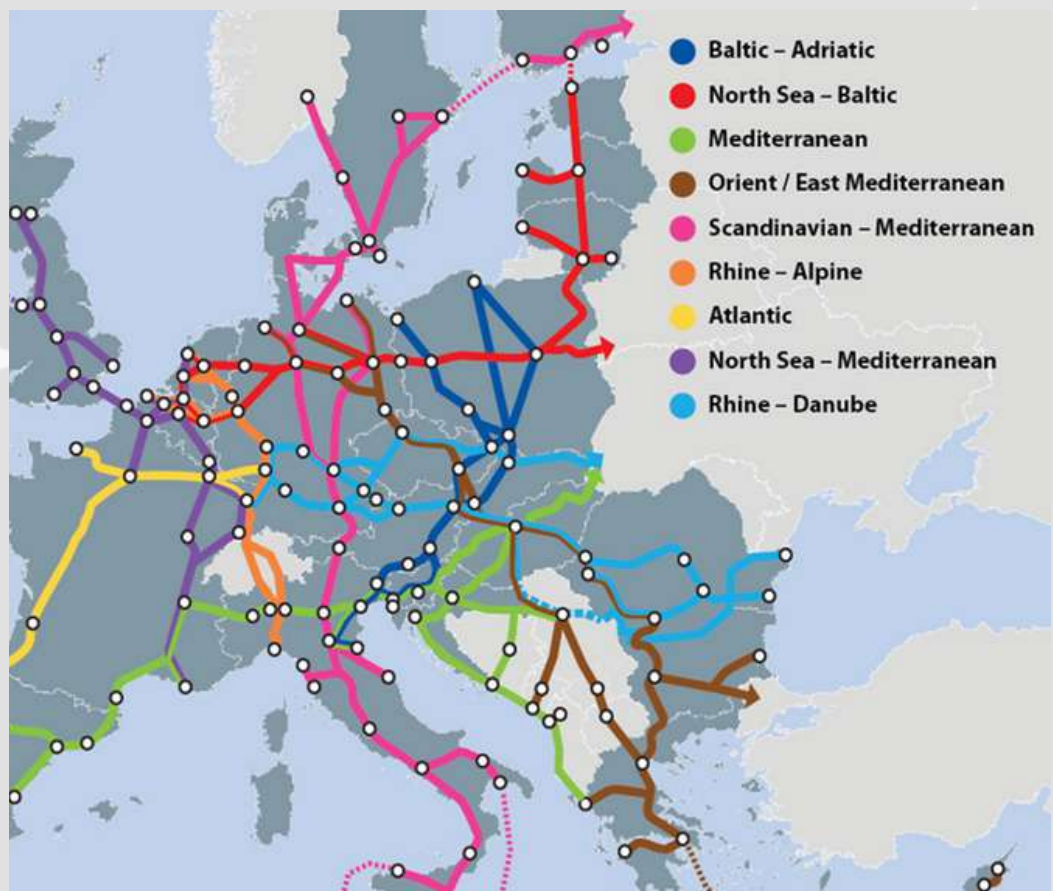 Baltic – Adriatic
North Sea – Baltic
Mediterranean
Orient / East Mediterranean
Scandinavian – Mediterranean
Rhine – Alpine
Atlantic
North Sea – Mediterranean
Rhine – Danube